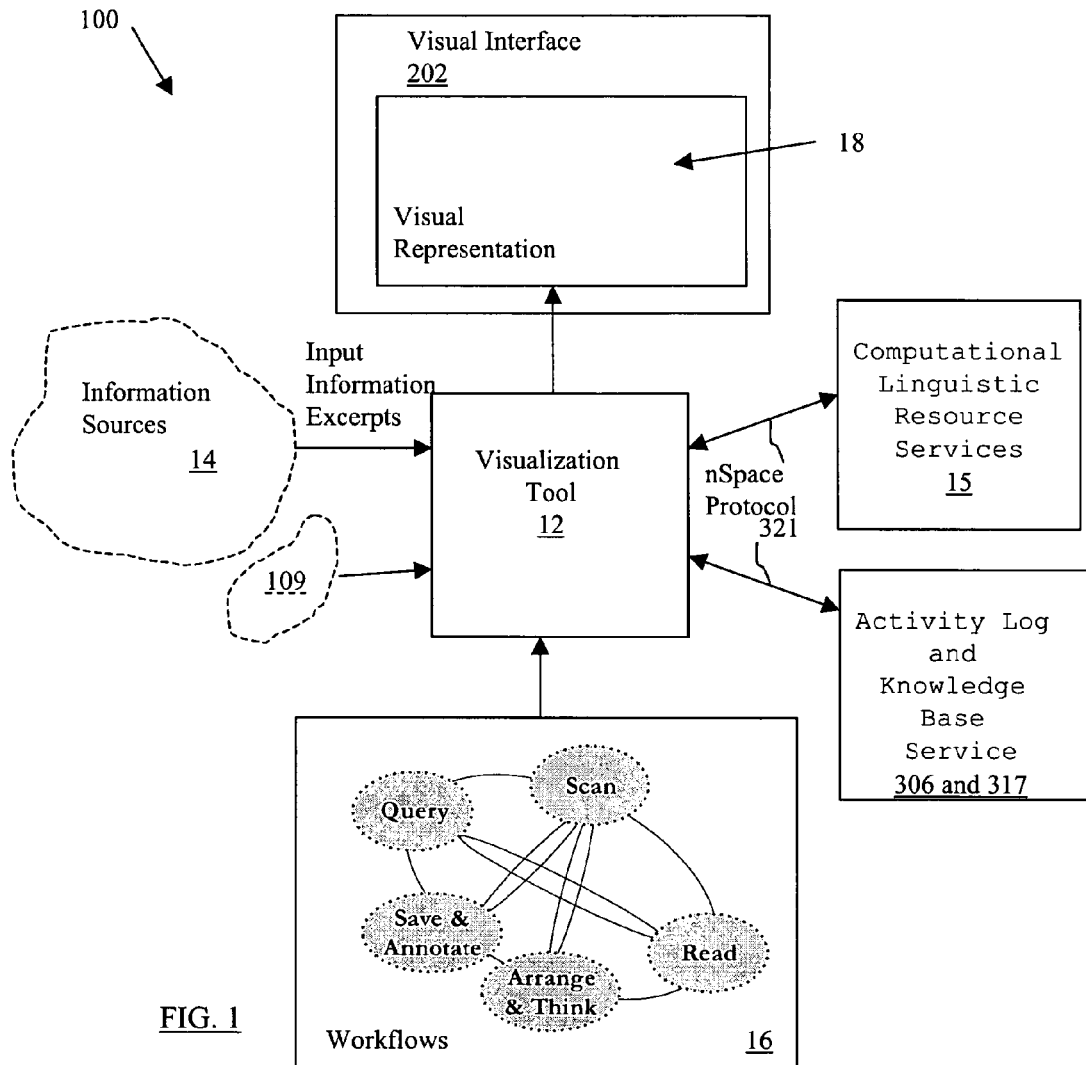 100
Visual Interface
202
18
Visual
Representation
Information
Sources
14
Input
Information
Excerpts
109
Visualization
Tool
12
nSpace
Protocol
321
Computational
Linguistic
Resource
Services
15
Activity Log
and
Knowledge
Base
Service
306 and 317
Query
Scan
Save &
Annotate
Arrange
& Think
Read
FIG. 1
Workflows
16